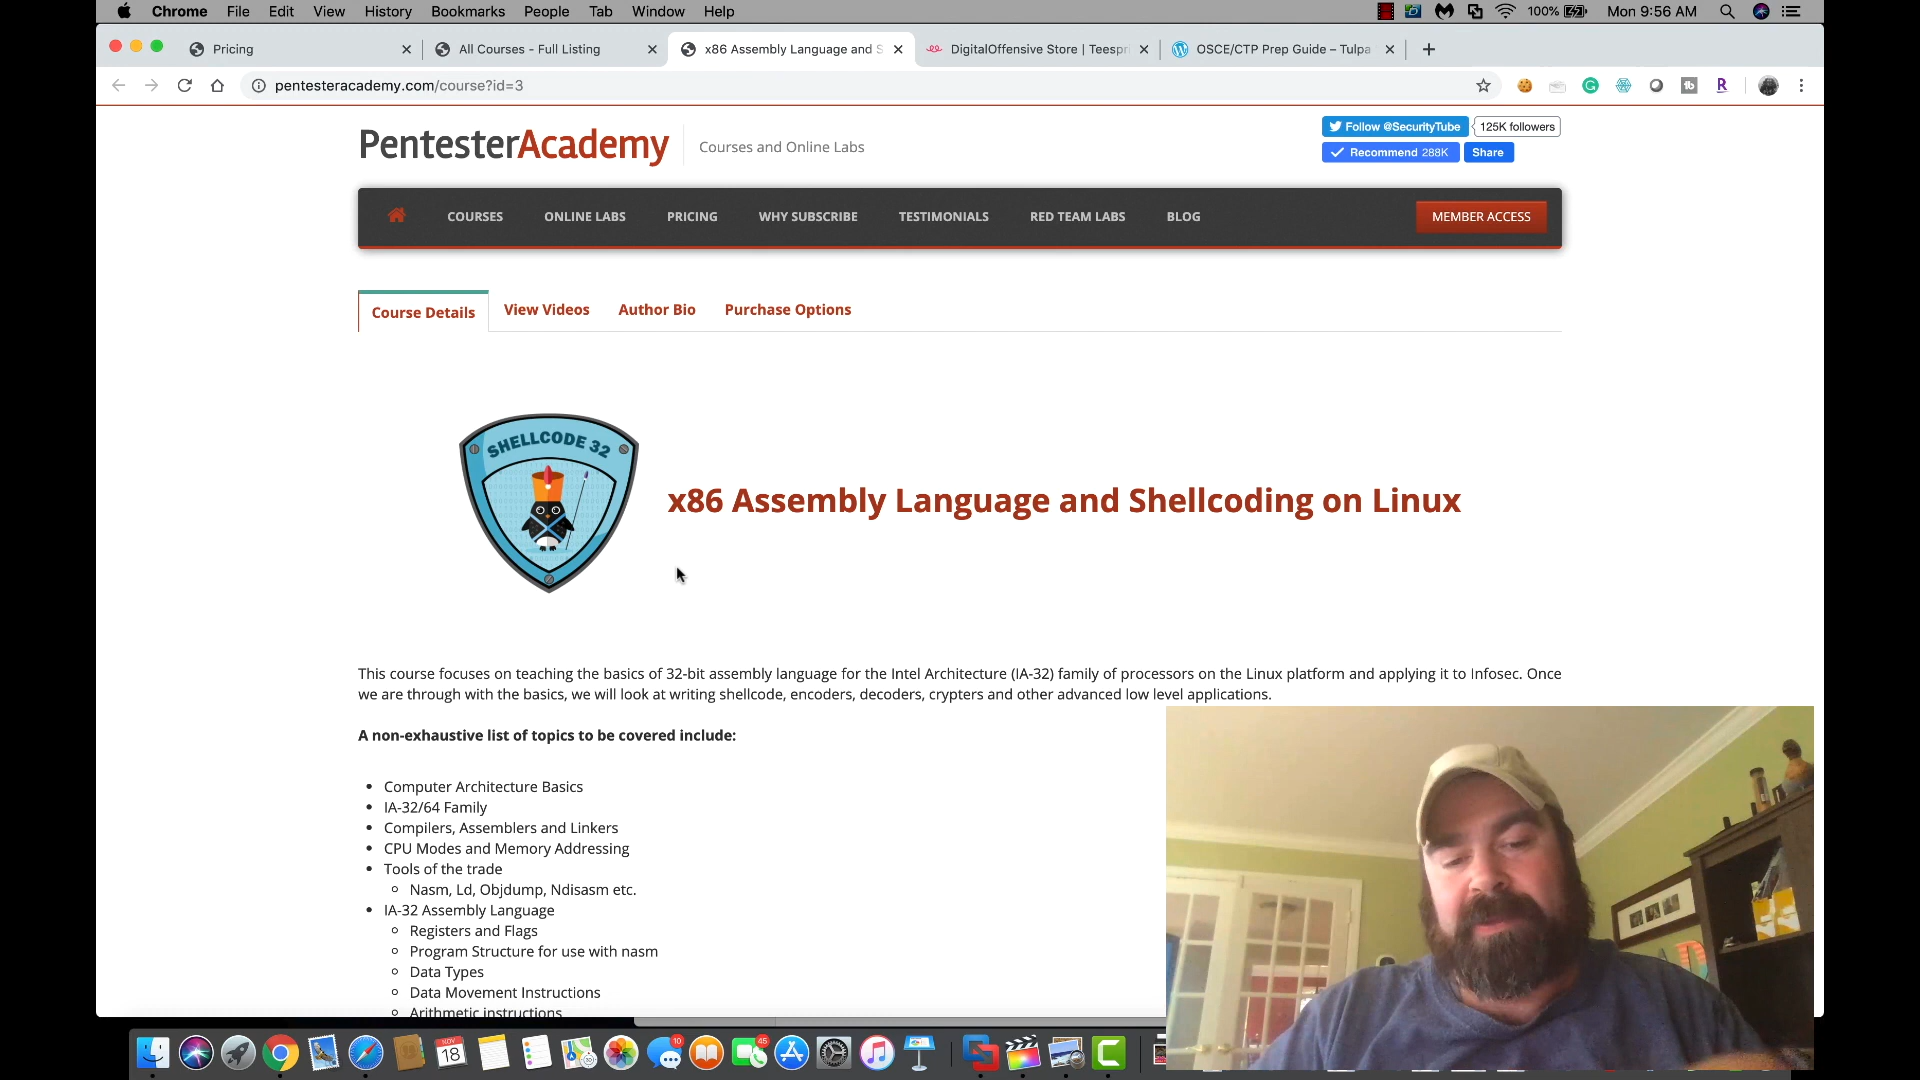 Chrome File Edit View History Bookmarks People Tab Window Help
100% Mon 9:56 AM
Pricing
All Courses - Full Listing
x86 Assembly Language and S
DigitalOffensive Store | Teespr
OSCE/CTP Prep Guide – Tulpa
pentesteracademy.com/course?id=3
PentesterAcademy
Courses and Online Labs
Follow @SecurityTube
125K followers
Recommend 288K
Share
COURSES
ONLINE LABS
PRICING
WHY SUBSCRIBE
TESTIMONIALS
RED TEAM LABS
BLOG
MEMBER ACCESS
Course Details
View Videos
Author Bio
Purchase Options
SHELLCODE 32
x86 Assembly Language and Shellcoding on Linux
This course focuses on teaching the basics of 32-bit assembly language for the Intel Architecture (IA-32) family of processors on the Linux platform and applying it to Infosec. Once
we are through with the basics, we will look at writing shellcode, encoders, decoders, crypters and other advanced low level applications.
A non-exhaustive list of topics to be covered include:
Computer Architecture Basics
IA-32/64 Family
Compilers, Assemblers and Linkers
CPU Modes and Memory Addressing
Tools of the trade
Nasm, Ld, Objdump, Ndisasm etc.
IA-32 Assembly Language
Registers and Flags
Program Structure for use with nasm
Data Types
Data Movement Instructions
Arithmetic instructions
NOV
18
10
45